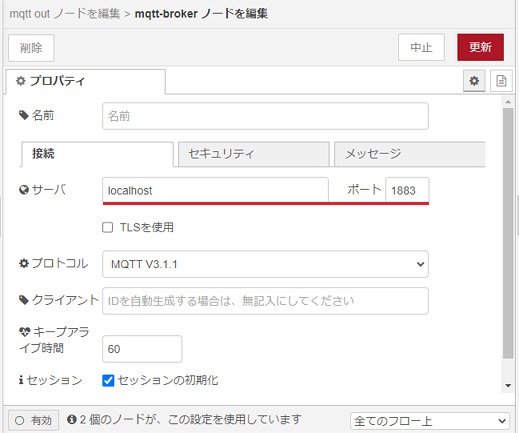 mqtt out ノードを編集 > mqtt-broker ノードを編集
削除 中止 更新
プロパティ
名前 名前
接続 セキュリティ メッセージ
サーバ localhost ポート 1883
TLSを使用
プロトコル MQTT V3.1.1
クライアント IDを自動生成する場合は、無記入にしてください
キープアラ
イブ時間 60
セッション セッションの初期化
有効 2 個のノードが、この設定を使用しています 全てのフロー上